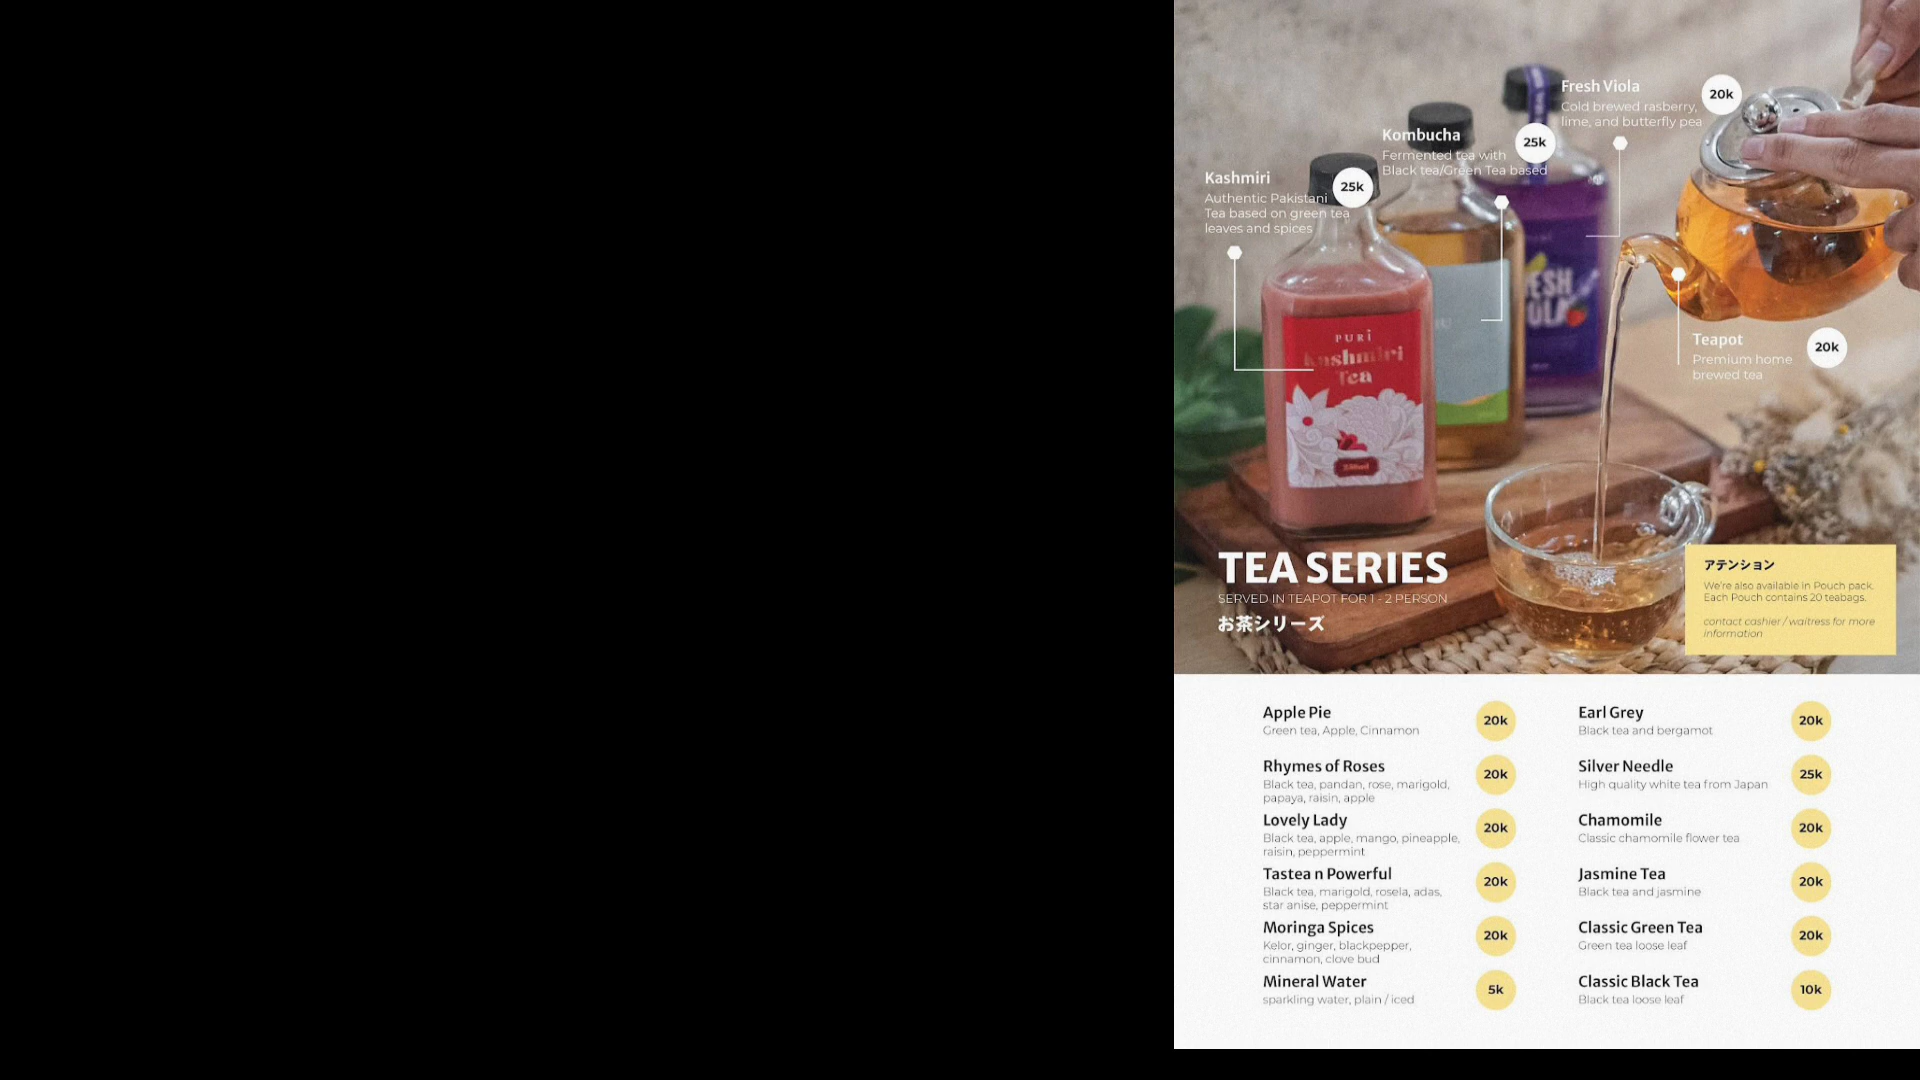 Fresh Viola
20k
Cold brewed rasberry,
lime, and butterfly pea
Kombucha
25k
Fermented tea with
Black tea/Green Tea based
Kashmiri
25k
Authentic Pakistani
Tea based on green tea
leaves and spices
PURI
Kashmiri
Tea
Teapot
20k
Premium home
brewed tea
TEA SERIES
SERVED IN TEAPOT FOR 1 - 2 PERSON
お茶シリーズ
アテンション
We're also available in Pouch pack.
Each Pouch contains 20 teabags.
contact cashier / waitress for more
information
Apple Pie
20k
Green tea, Apple, Cinnamon
Rhymes of Roses
20k
Black tea, pandan, rose, marigold,
papaya, raisin, apple
Lovely Lady
20k
Black tea, apple, mango, pineapple,
raisin, peppermint
Tastea n Powerful
20k
Black tea, marigold, rosela, adas,
star anise, peppermint
Moringa Spices
20k
Kelor, ginger, blackpepper,
cinnamon, clove bud
Mineral Water
5k
sparkling water, plain / iced
Earl Grey
20k
Black tea and bergamot
Silver Needle
25k
High quality white tea from Japan
Chamomile
20k
Classic chamomile flower tea
Jasmine Tea
20k
Black tea and jasmine
Classic Green Tea
20k
Green tea loose leaf
Classic Black Tea
10k
Black tea loose leaf